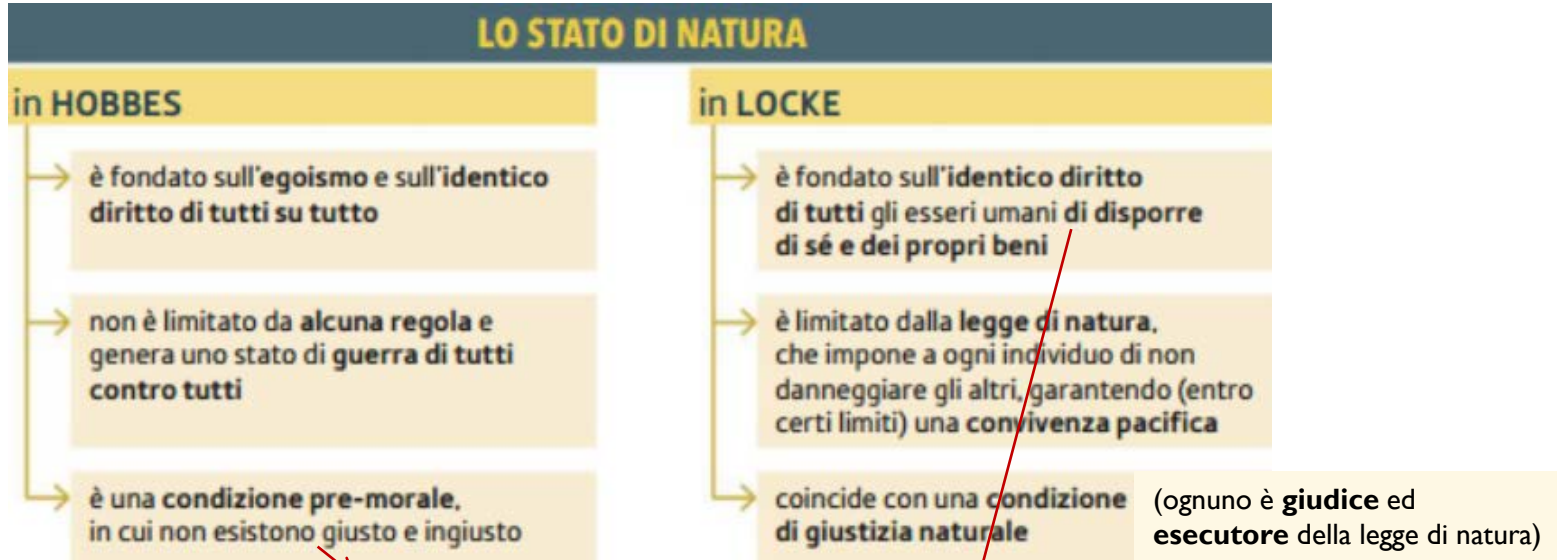 LO STATO DI NATURA
in HOBBES
è fondato sull'egoismo e sull'identico
diritto di tutti su tutto
non è limitato da alcuna regola e
genera uno stato di guerra di tutti
contro tutti
è una condizione pre-morale,
in cui non esistono giusto e ingiusto
in LOCKE
è fondato sull'identico diritto
di tutti gli esseri umani di disporre
di sé e dei propri beni
è limitato dalla legge di natura,
che impone a ogni individuo di non
danneggiare gli altri, garantendo (entro
certi limiti) una convivenza pacifica
coincide con una condizione
di giustizia naturale
(ognuno è giudice ed
esecutore della legge di natura)